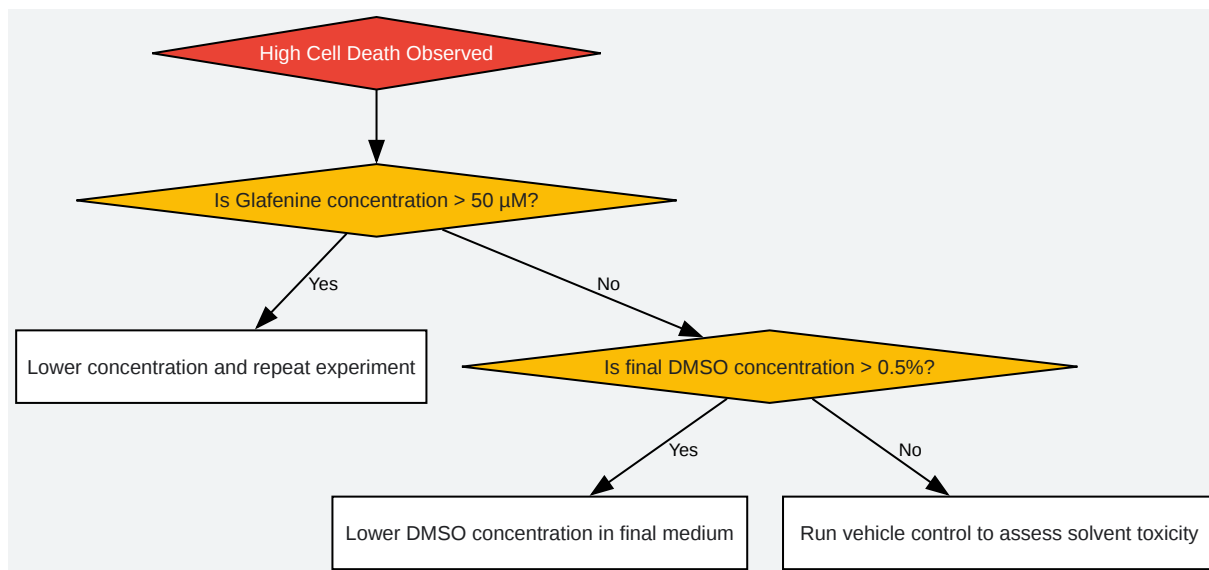 High Cell Death Observed
Is Glafenine concentration > 50 µM?
Yes
No
Lower concentration and repeat experiment
Is final DMSO concentration > 0.5%?
Yes
No
Lower DMSO concentration in final medium
Run vehicle control to assess solvent toxicity